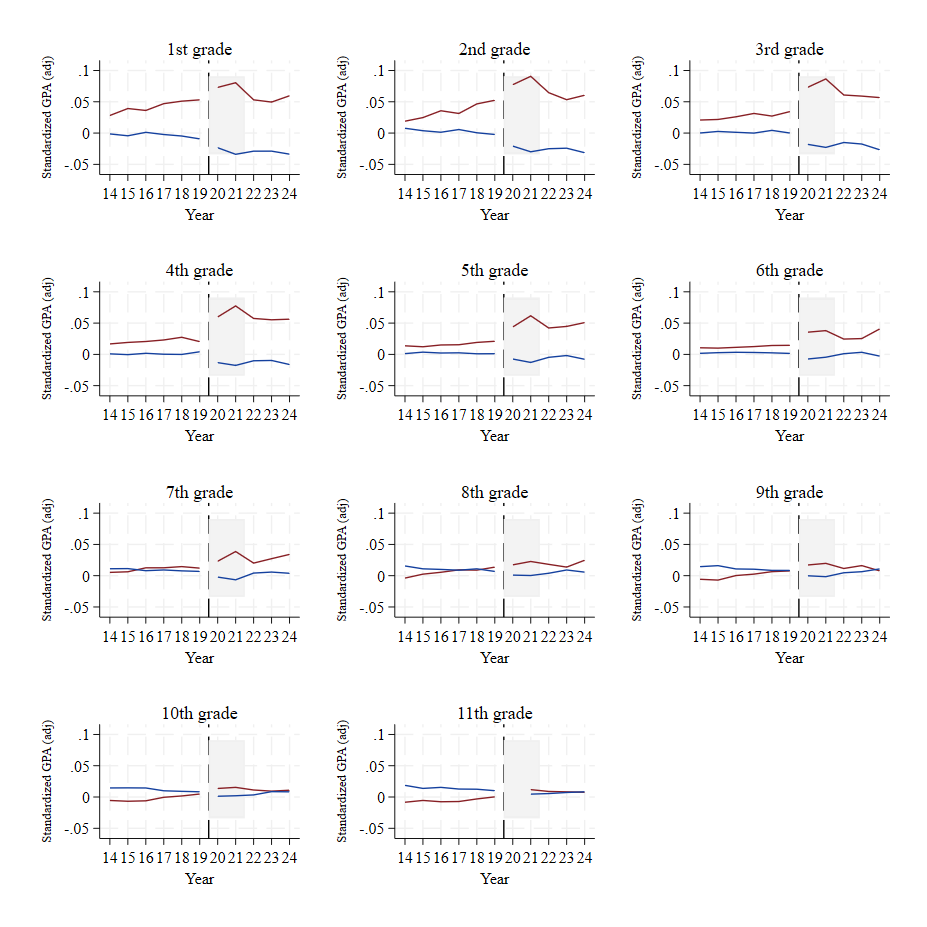 1st grade
Standardized GPA (adj)
.1
.05
0
-.05
14 15 16 17 18 19 20 21 22 23 24
Year
2nd grade
Standardized GPA (adj)
.1
.05
0
-.05
14 15 16 17 18 19 20 21 22 23 24
Year
3rd grade
Standardized GPA (adj)
.1
.05
0
-.05
14 15 16 17 18 19 20 21 22 23 24
Year
4th grade
Standardized GPA (adj)
.1
.05
0
-.05
14 15 16 17 18 19 20 21 22 23 24
Year
5th grade
Standardized GPA (adj)
.1
.05
0
-.05
14 15 16 17 18 19 20 21 22 23 24
Year
6th grade
Standardized GPA (adj)
.1
.05
0
-.05
14 15 16 17 18 19 20 21 22 23 24
Year
7th grade
Standardized GPA (adj)
.1
.05
0
-.05
14 15 16 17 18 19 20 21 22 23 24
Year
8th grade
Standardized GPA (adj)
.1
.05
0
-.05
14 15 16 17 18 19 20 21 22 23 24
Year
9th grade
Standardized GPA (adj)
.1
.05
0
-.05
14 15 16 17 18 19 20 21 22 23 24
Year
10th grade
Standardized GPA (adj)
.1
.05
0
-.05
14 15 16 17 18 19 20 21 22 23 24
Year
11th grade
Standardized GPA (adj)
.1
.05
0
-.05
14 15 16 17 18 19 20 21 22 23 24
Year